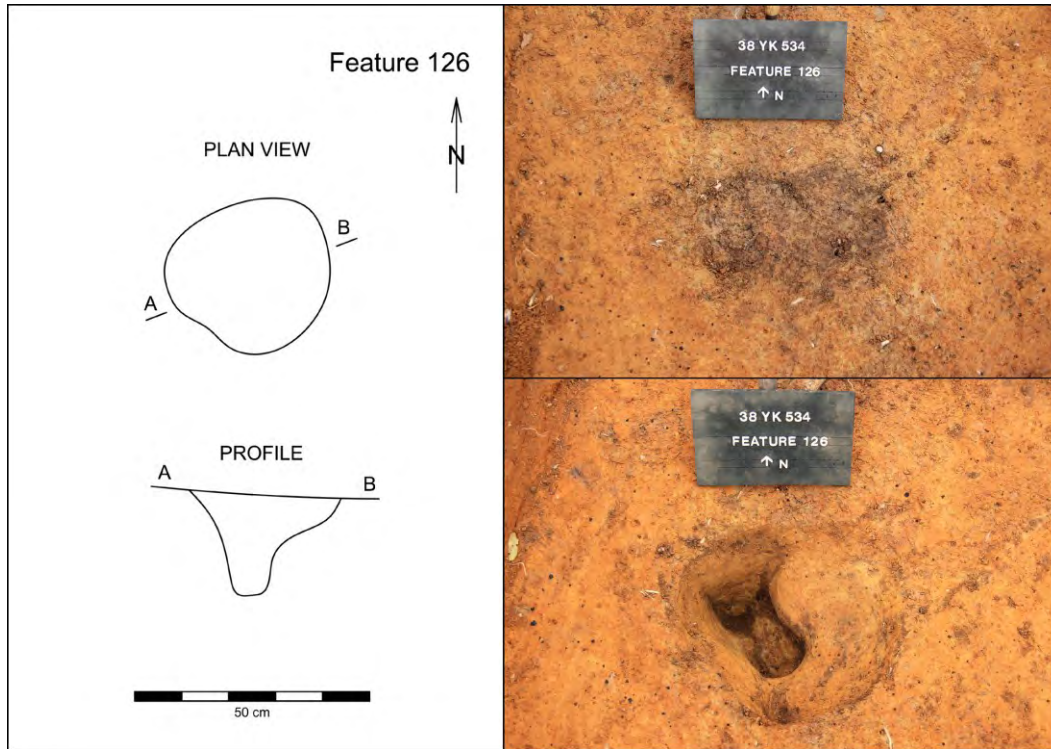 Feature 126
N
PLAN VIEW
B
A
PROFILE
A
B
50 cm
38 YK 534
FEATURE 126
↑ N
38 YK 534
FEATURE 126
↑ N